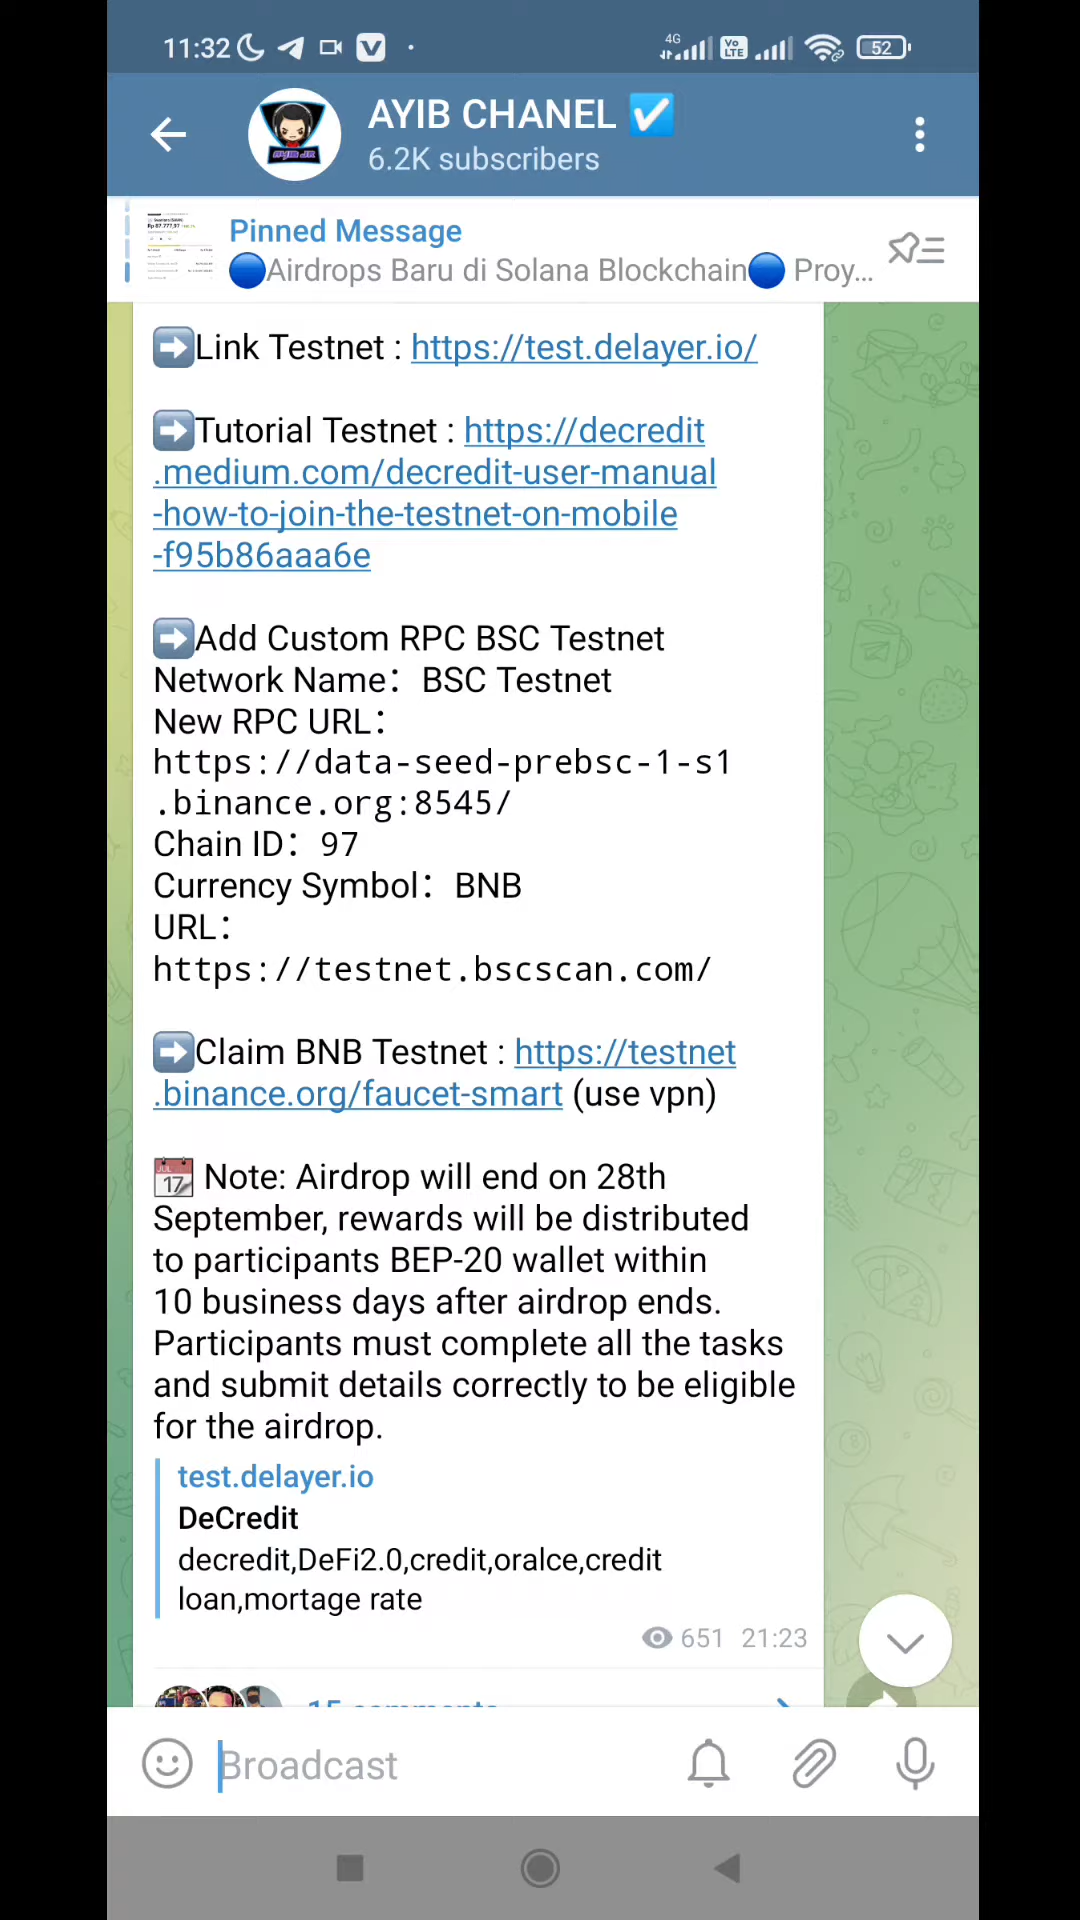 11:32
4G
Vo LTE
52
AYIB CHANEL
6.2K subscribers
Pinned Message
Airdrops Baru di Solana Blockchain Proy...
Link Testnet : https://test.delayer.io/
Tutorial Testnet : https://decredit
.medium.com/decredit-user-manual
-how-to-join-the-testnet-on-mobile
-f95b86aaa6e
Add Custom RPC BSC Testnet
Network Name：BSC Testnet
New RPC URL：
https://data-seed-prebsc-1-s1
.binance.org:8545/
Chain ID：97
Currency Symbol：BNB
URL：
https://testnet.bscscan.com/
Claim BNB Testnet : https://testnet
.binance.org/faucet-smart (use vpn)
Note: Airdrop will end on 28th
September, rewards will be distributed
to participants BEP-20 wallet within
10 business days after airdrop ends.
Participants must complete all the tasks
and submit details correctly to be eligible
for the airdrop.
test.delayer.io
DeCredit
decredit,DeFi2.0,credit,oralce,credit
loan,mortage rate
651 21:23
15 comments
Broadcast